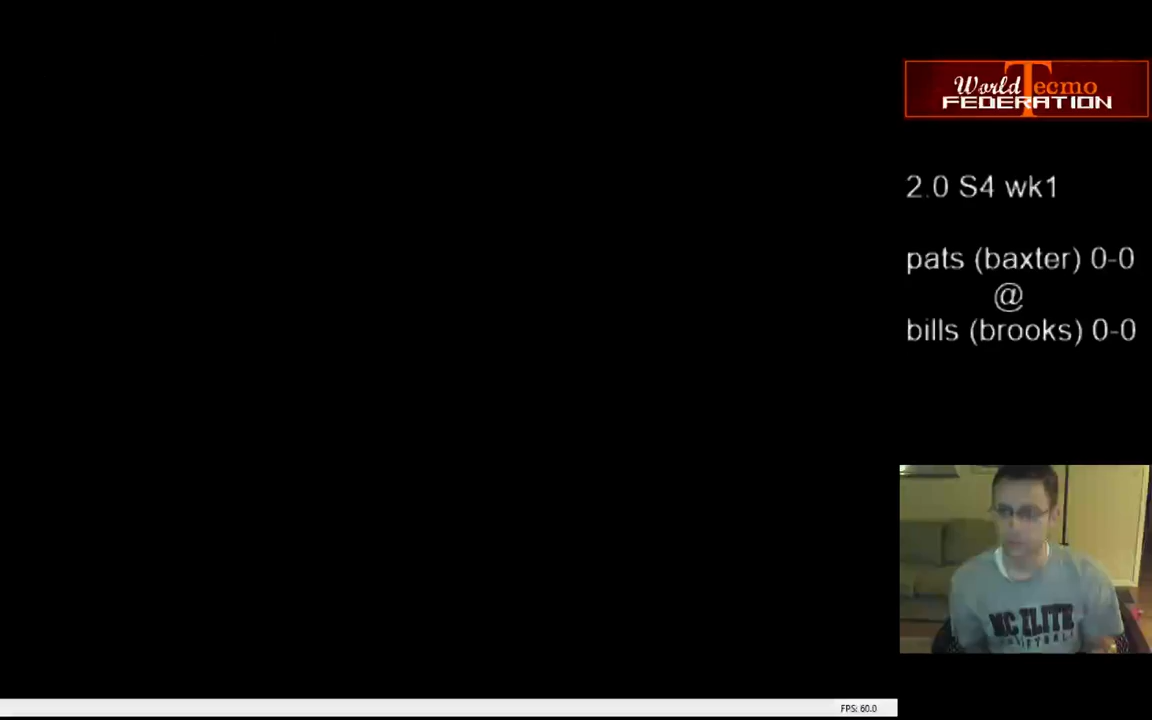 World Tecmo
FEDERATION
2.0 S4 wk1
pats (baxter) 0-0
@
bills (brooks) 0-0
FPS: 60.0